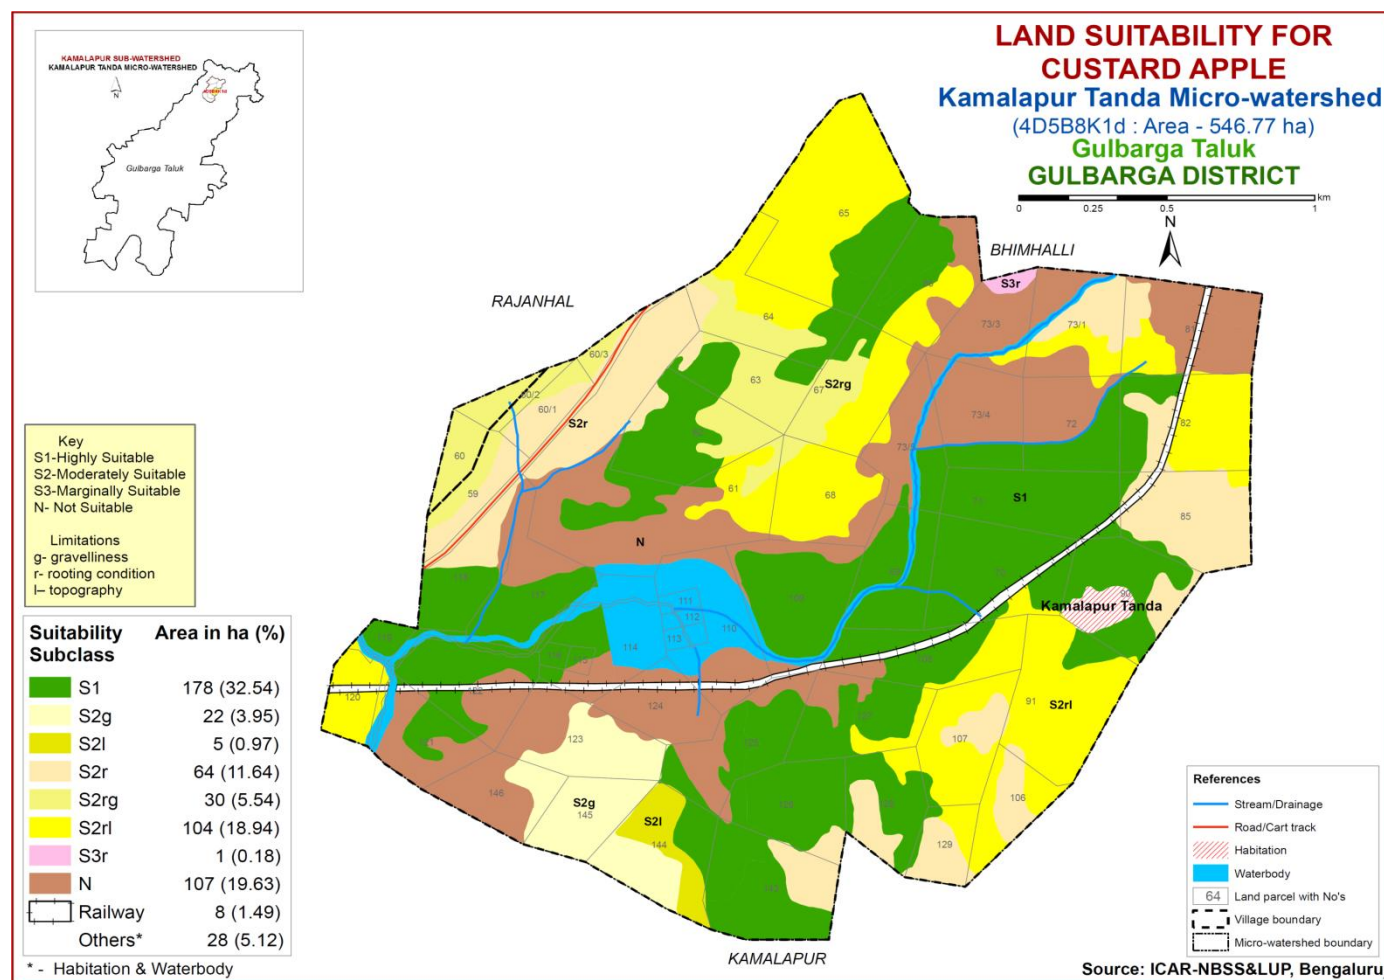 LAND SUITABILITY FOR
CUSTARD APPLE
Kamalapur Tanda Micro-watershed
(4D5B8K1d : Area - 546.77 ha)
Gulbarga Taluk
GULBARGA DISTRICT
0 0.25 0.5 1 km
N
KAMALAPUR SUB-WATERSHED
KAMALAPUR TANDA MICRO-WATERSHED
N
Gulbarga Taluk
RAJANHAL
BHIMHALLI
KAMALAPUR
65
64
S3r
73/3
73/1
60/3
60/2
60/1
63
67
S2rg
S2r
73/4
72
82
60
59
61
68
S1
85
N
90
Kamalapur Tanda
111
112
113
110
114
120
124
91
S2rl
123
107
146
S2g
145
S2l
144
106
129
Key
S1-Highly Suitable
S2-Moderately Suitable
S3-Marginally Suitable
N- Not Suitable
Limitations
g- gravelliness
r- rooting condition
l– topography
Suitability Subclass Area in ha (%)
S1 178 (32.54)
S2g 22 (3.95)
S2l 5 (0.97)
S2r 64 (11.64)
S2rg 30 (5.54)
S2rl 104 (18.94)
S3r 1 (0.18)
N 107 (19.63)
Railway 8 (1.49)
Others* 28 (5.12)
* - Habitation & Waterbody
References
Stream/Drainage
Road/Cart track
Habitation
Waterbody
64 Land parcel with No's
Village boundary
Micro-watershed boundary
Source: ICAR-NBSS&LUP, Bengaluru